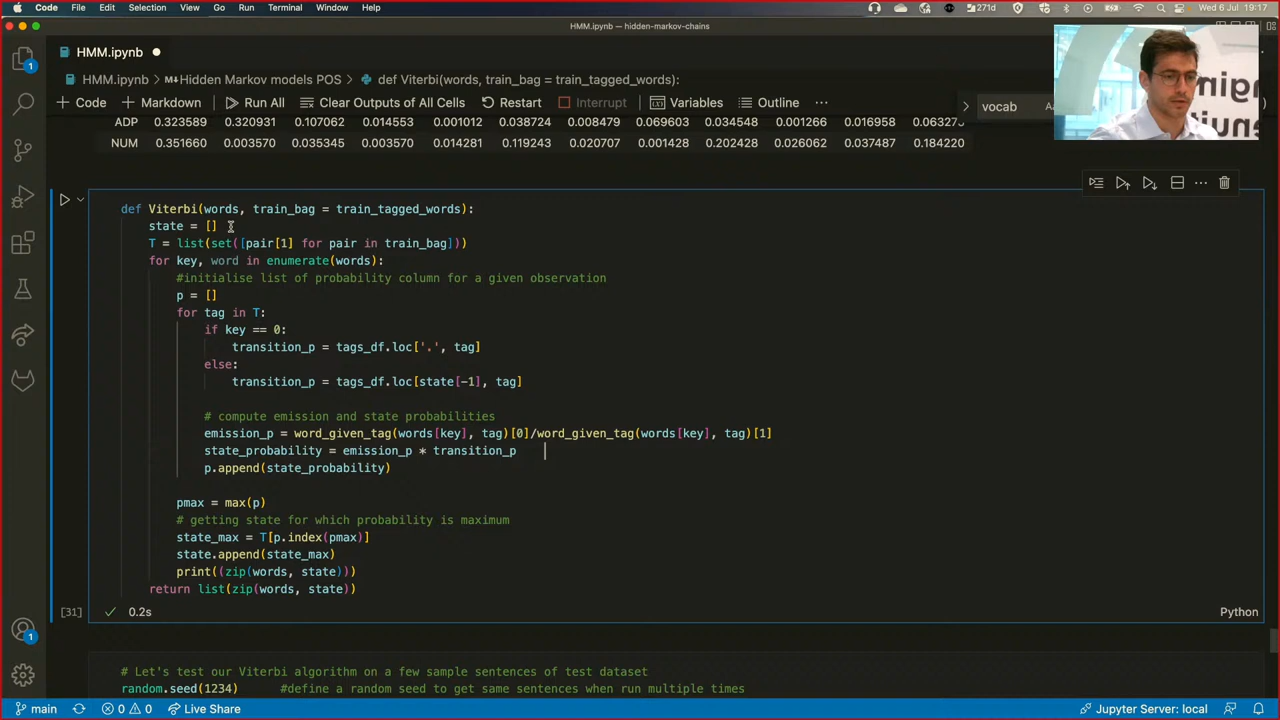 Code File Edit Selection View Go Run Terminal Window Help 271d Wed 6 Jul 19:17
HMM.ipynb — hidden-markov-chains
HMM.ipynb
HMM.ipynb > M Hidden Markov models POS > def Viterbi(words, train_bag = train_tagged_words):
+ Code + Markdown Run All Clear Outputs of All Cells Restart Interrupt Variables Outline ... vocab
ADP 0.323589 0.320931 0.107062 0.014553 0.001012 0.038724 0.008479 0.069603 0.034548 0.001266 0.016958 0.063273
NUM 0.351660 0.003570 0.035345 0.003570 0.014281 0.119243 0.020707 0.001428 0.202428 0.026062 0.037487 0.184220
def Viterbi(words, train_bag = train_tagged_words):
state = []
T = list(set([pair[1] for pair in train_bag]))
for key, word in enumerate(words):
#initialise list of probability column for a given observation
p = []
for tag in T:
if key == 0:
transition_p = tags_df.loc['.', tag]
else:
transition_p = tags_df.loc[state[-1], tag]
# compute emission and state probabilities
emission_p = word_given_tag(words[key], tag)[0]/word_given_tag(words[key], tag)[1]
state_probability = emission_p * transition_p
p.append(state_probability)
pmax = max(p)
# getting state for which probability is maximum
state_max = T[p.index(pmax)]
state.append(state_max)
print((zip(words, state)))
return list(zip(words, state))
[31] 0.2s Python
# Let's test our Viterbi algorithm on a few sample sentences of test dataset
random.seed(1234) #define a random seed to get same sentences when run multiple times
main 0 0 Live Share Jupyter Server: local